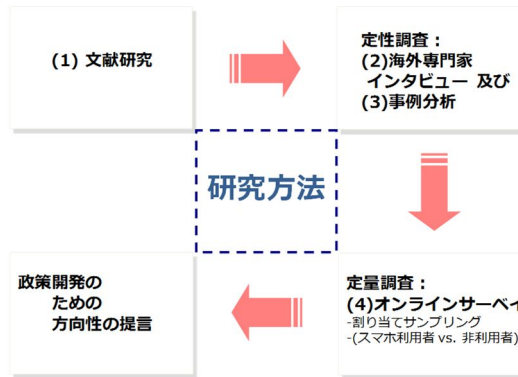 (1) 文献研究
定性調査：
(2)海外専門家
インタビュー 及び
(3)事例分析
研究方法
政策開発の
ための
方向性の提言
定量調査：
(4)オンラインサーベイ
-割り当てサンプリング
-(スマホ利用者 vs. 非利用者)